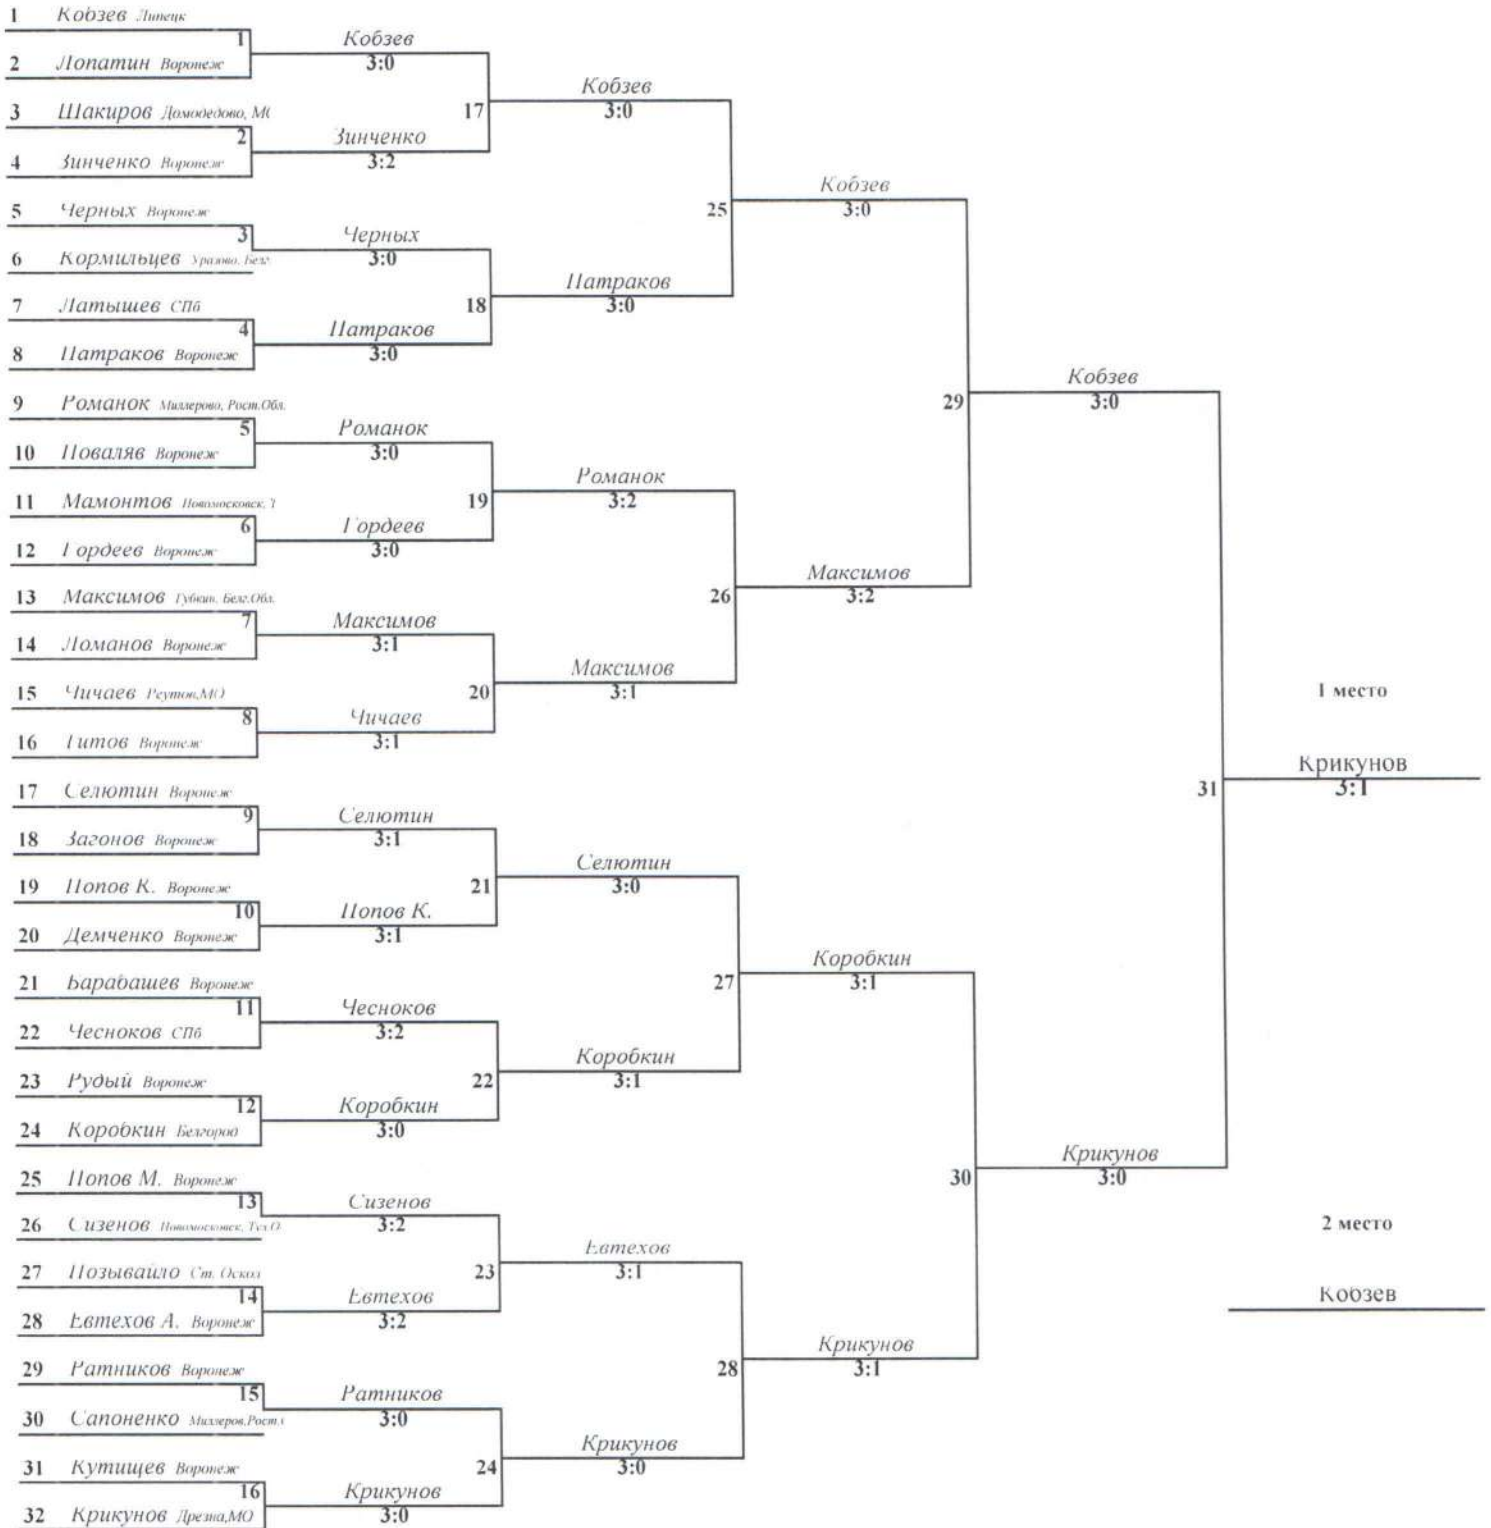 1 Кобзев Липецк
1
2 Лопатин Воронеж
Кобзев
3:0
3 Шакиров Домодедово, МО
2
4 Зинченко Воронеж
Зинченко
3:2
17
Кобзев
3:0
5 Черных Воронеж
3
6 Кормильцев Уразово, Белг.
Черных
3:0
7 Латышев СПб
4
8 Патраков Воронеж
Патраков
3:0
18
Патраков
3:0
25
Кобзев
3:0
9 Романок Миллерово, Рост.Обл.
5
10 Поваляв Воронеж
Романок
3:0
11 Мамонтов Новомосковск, Т
6
12 Гордеев Воронеж
Гордеев
3:0
19
Романок
3:2
13 Максимов Губкин, Белг.Обл.
7
14 Ломанов Воронеж
Максимов
3:1
15 Чичаев Реутов,МО
8
16 Титов Воронеж
Чичаев
3:1
20
Максимов
3:1
26
Максимов
3:2
29
Кобзев
3:0
17 Селютин Воронеж
9
18 Загонов Воронеж
Селютин
3:1
19 Попов К. Воронеж
10
20 Демченко Воронеж
Попов К.
3:1
21
Селютин
3:0
21 Барабашев Воронеж
11
22 Чесноков СПб
Чесноков
3:2
23 Рудый Воронеж
12
24 Коробкин Белгород
Коробкин
3:0
22
Коробкин
3:1
27
Коробкин
3:1
25 Попов М. Воронеж
13
26 Сизенов Новомосковск, Тул.О
Сизенов
3:2
27 Позывайло Ст. Оскол
14
28 Евтехов А. Воронеж
Евтехов
3:2
23
Евтехов
3:1
29 Ратников Воронеж
15
30 Сапоненко Миллеров,Рост.
Ратников
3:0
31 Кутищев Воронеж
16
32 Крикунов Дрезна,МО
Крикунов
3:0
24
Крикунов
3:0
28
Крикунов
3:1
30
Крикунов
3:0
31
1 место
Крикунов
3:1
2 место
Кобзев